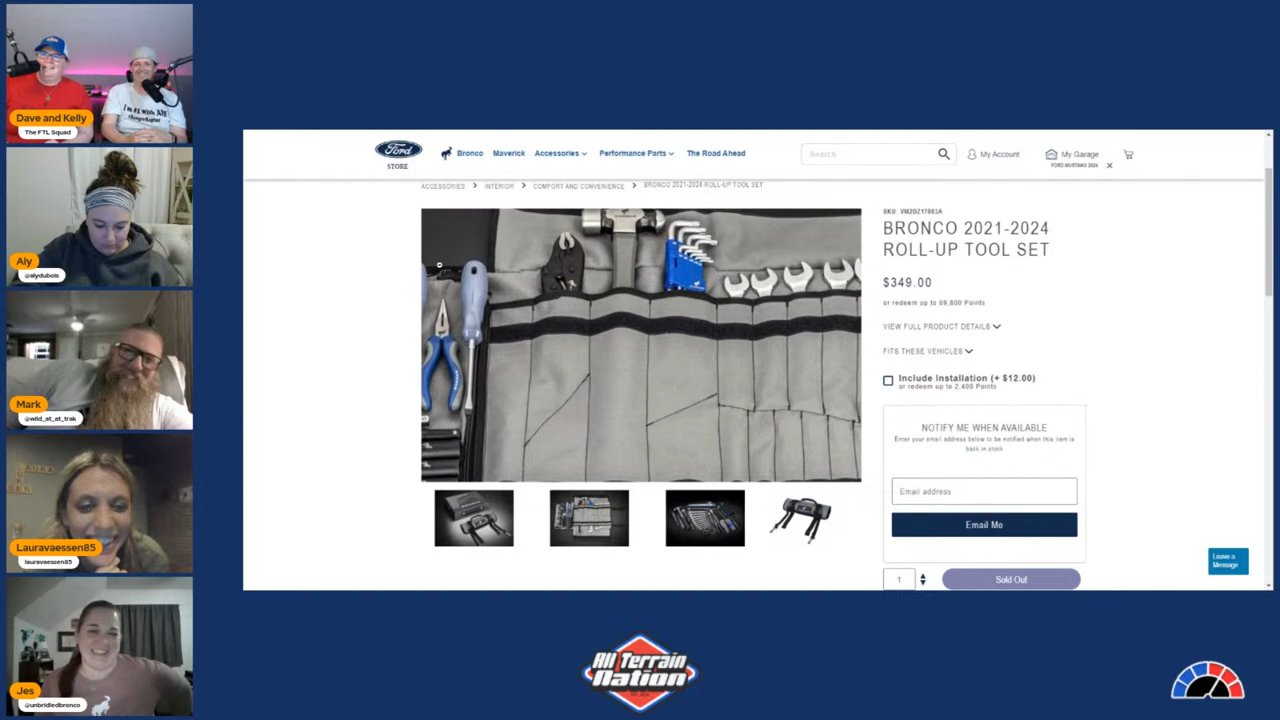 Dave and Kelly
The FTL Squad
I'm #1 with Aly
Aly
@alydubois
Mark
@wild_at_at_trak
Lauravaessen85
lauravaessen85
Jes
@unbridledbronco
Ford
STORE
Bronco
Maverick
Accessories
Performance Parts
The Road Ahead
Search
My Account
My Garage
FORD MUSTANG 2024
ACCESSORIES > INTERIOR > COMFORT AND CONVENIENCE > BRONCO 2021-2024 ROLL-UP TOOL SET
SKU: VM2DZ17003A
BRONCO 2021-2024
ROLL-UP TOOL SET
$349.00
or redeem up to 69,800 Points
VIEW FULL PRODUCT DETAILS
FITS THESE VEHICLES
Include Installation (+ $12.00)
or redeem up to 2,400 Points
NOTIFY ME WHEN AVAILABLE
Enter your email address below to be notified when this item is
back in stock
Email address
Email Me
1
Sold Out
Leave a
Message
All Terrain
Nation